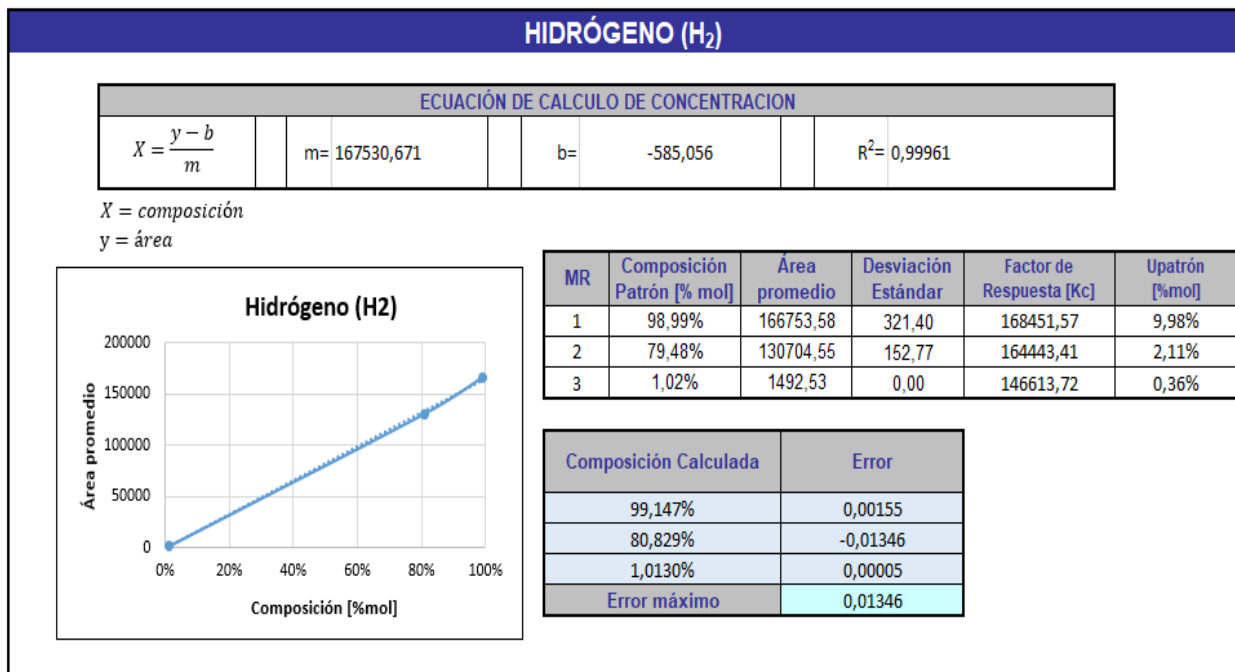 HIDRÓGENO (H₂)
ECUACIÓN DE CALCULO DE CONCENTRACION
X = (y − b)/m m= 167530,671 b= -585,056 R²= 0,99961
X = composición
y = área
Hidrógeno (H2)
Área promedio
200000
150000
100000
50000
0
0% 20% 40% 60% 80% 100%
Composición [%mol]
MR Composición Patrón [% mol] Área promedio Desviación Estándar Factor de Respuesta [Kc] Upatrón [%mol]
1 98,99% 166753,58 321,40 168451,57 9,98%
2 79,48% 130704,55 152,77 164443,41 2,11%
3 1,02% 1492,53 0,00 146613,72 0,36%
Composición Calculada Error
99,147% 0,00155
80,829% -0,01346
1,0130% 0,00005
Error máximo 0,01346